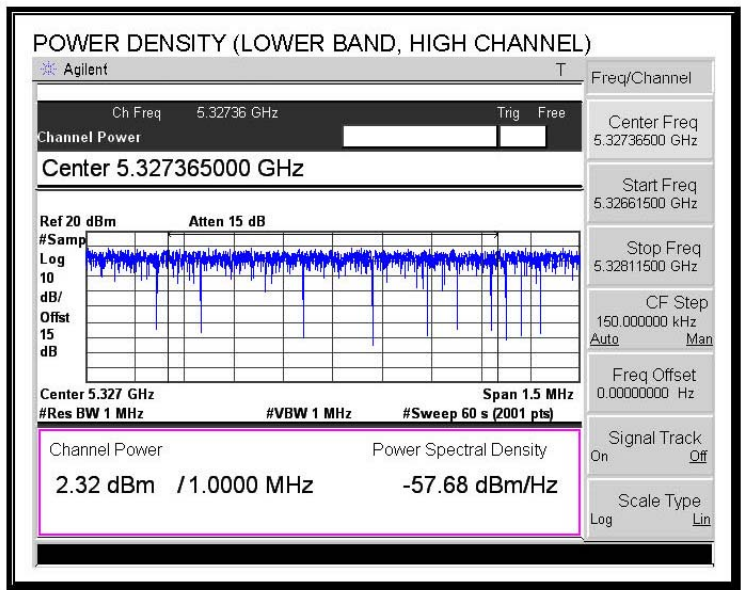 POWER DENSITY (LOWER BAND, HIGH CHANNEL)
Agilent T
Freq/Channel
Ch Freq 5.32736 GHz Trig Free
Channel Power
Center 5.327365000 GHz
Ref 20 dBm Atten 15 dB
#Samp
Log
10
dB/
Offst
15
dB
Center 5.327 GHz Span 1.5 MHz
#Res BW 1 MHz #VBW 1 MHz #Sweep 60 s (2001 pts)
Channel Power Power Spectral Density
2.32 dBm /1.0000 MHz -57.68 dBm/Hz
Center Freq
5.32736500 GHz
Start Freq
5.32661500 GHz
Stop Freq
5.32811500 GHz
CF Step
150.000000 kHz
Auto Man
Freq Offset
0.00000000 Hz
Signal Track
On Off
Scale Type
Log Lin